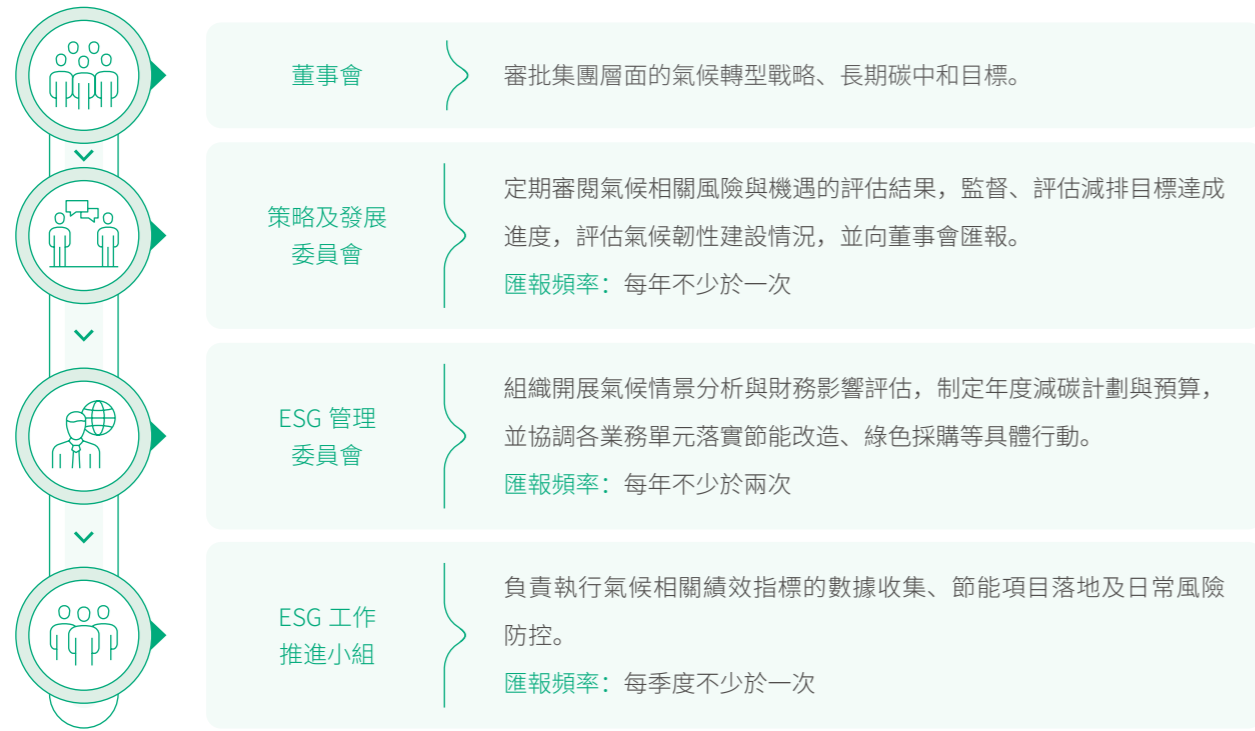 董事會
審批集團層面的氣候轉型戰略、長期碳中和目標。
策略及發展
委員會
定期審閱氣候相關風險與機遇的評估結果，監督、評估減排目標達成
進度，評估氣候韌性建設情況，並向董事會匯報。
匯報頻率：每年不少於一次
ESG 管理
委員會
組織開展氣候情景分析與財務影響評估，制定年度減碳計劃與預算，
並協調各業務單元落實節能改造、綠色採購等具體行動。
匯報頻率：每年不少於兩次
ESG 工作
推進小組
負責執行氣候相關績效指標的數據收集、節能項目落地及日常風險
防控。
匯報頻率：每季度不少於一次